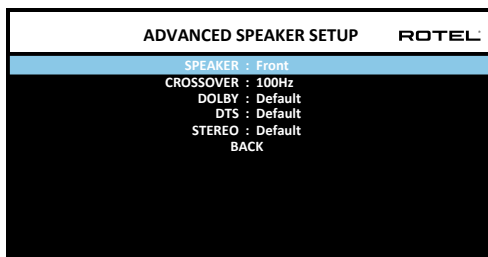 ADVANCED SPEAKER SETUP ROTEL
SPEAKER : Front
CROSSOVER : 100Hz
DOLBY : Default
DTS : Default
STEREO : Default
BACK